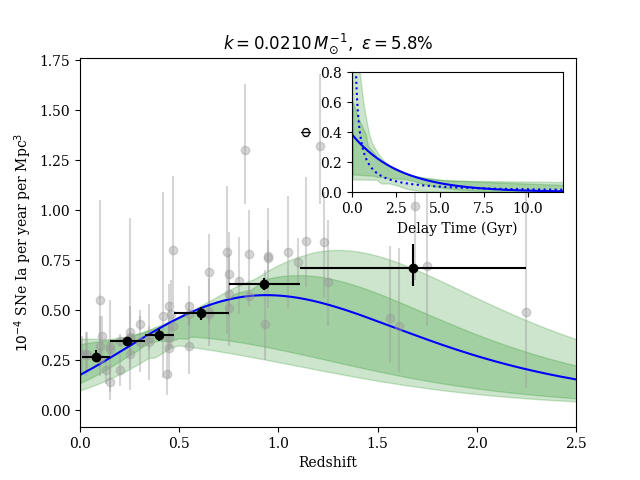 k = 0.0210 M⊙⁻¹, ε = 5.8%
1.75
1.50
1.25
1.00
0.75
0.50
0.25
0.00
10⁻⁴ SNe Ia per year per Mpc³
0.8
0.6
0.4
0.2
0.0
0.0 2.5 5.0 7.5 10.0
Delay Time (Gyr)
Φ
0.0 0.5 1.0 1.5 2.0 2.5
Redshift